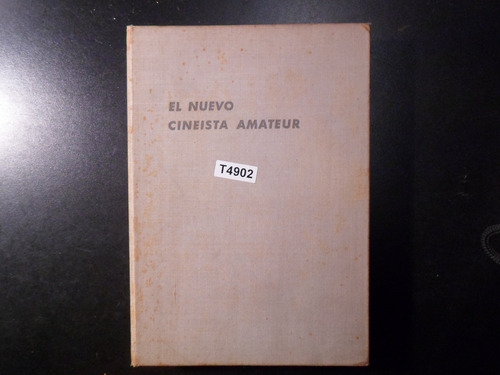 EL NUEVO
CINEISTA AMATEUR
T4902